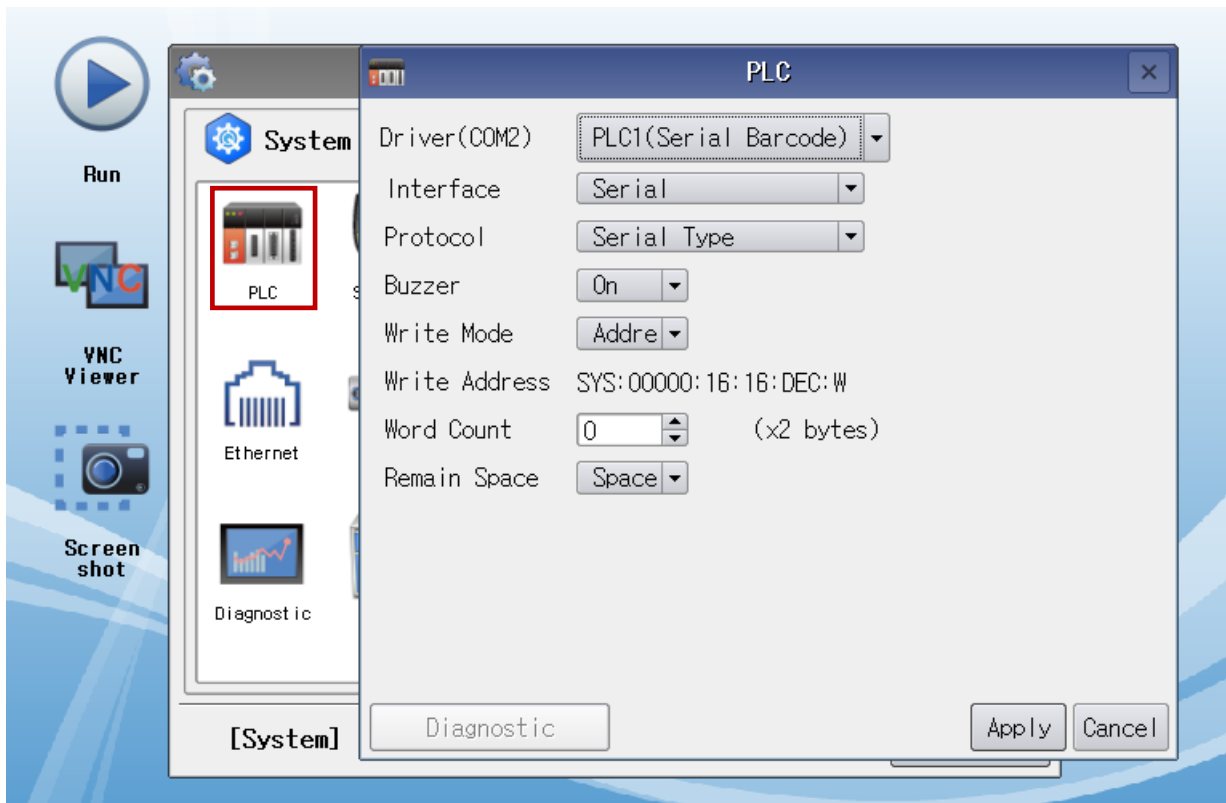 Run
VNC
VNC
Viewer
Screen
shot
System
PLC
Ethernet
Diagnostic
[System]
PLC
Driver(COM2) PLC1(Serial Barcode)
Interface Serial
Protocol Serial Type
Buzzer On
Write Mode Addre
Write Address SYS:00000:16:16:DEC:W
Word Count 0 (x2 bytes)
Remain Space Space
Diagnostic Apply Cancel